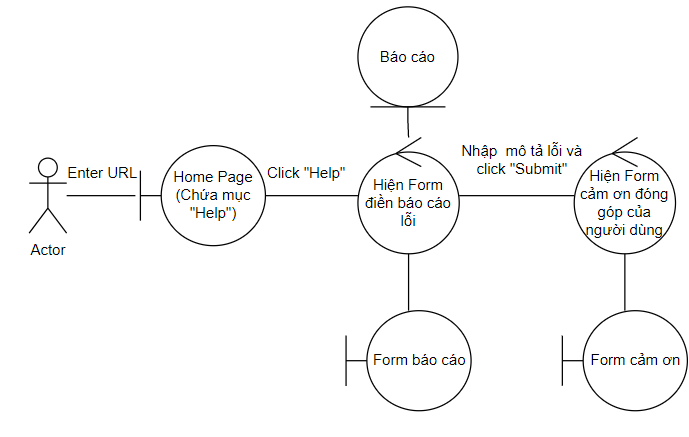 Báo cáo
Enter URL
Home Page
(Chứa mục
"Help")
Click "Help"
Hiện Form
điền báo cáo
lỗi
Nhập mô tả lỗi và
click "Submit"
Hiện Form
cảm ơn đóng
góp của
người dùng
Actor
Form báo cáo
Form cảm ơn